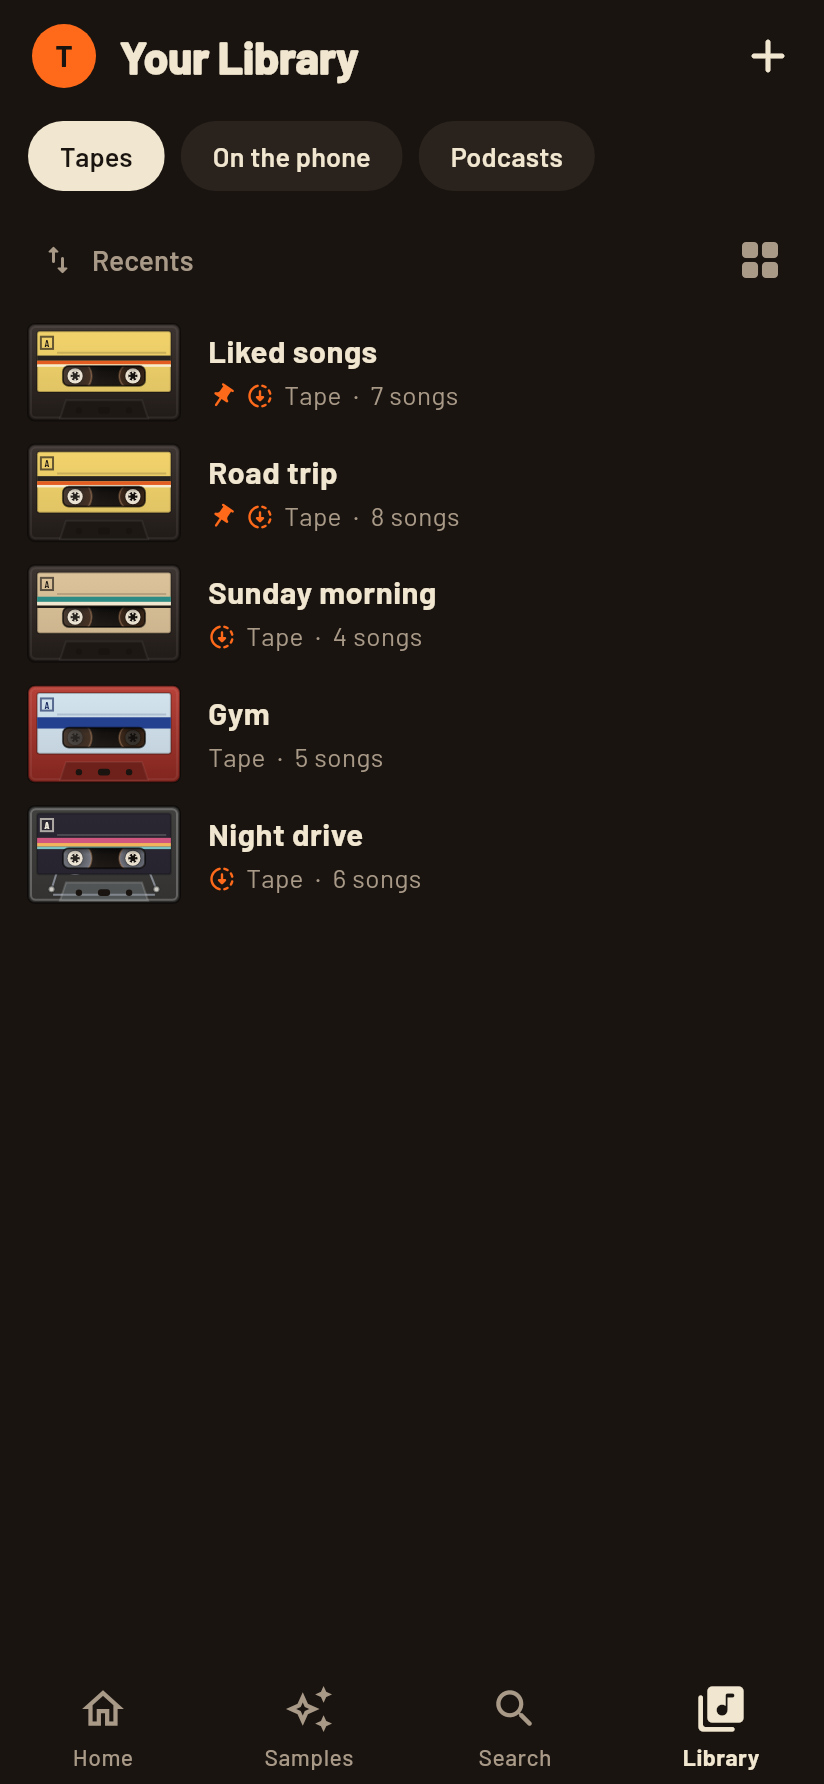 T
Your Library
Tapes
On the phone
Podcasts
Recents
A
Liked songs
Tape · 7 songs
A
Road trip
Tape · 8 songs
A
Sunday morning
Tape · 4 songs
A
Gym
Tape · 5 songs
A
Night drive
Tape · 6 songs
Home
Samples
Search
Library